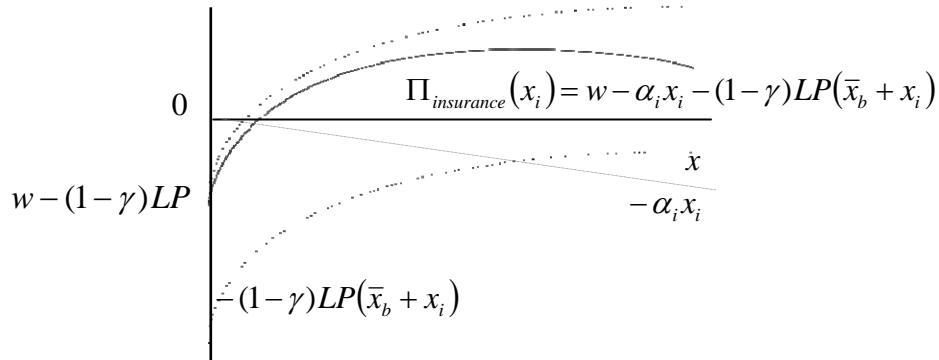 0
Π_insurance(x_i) = w − α_i x_i − (1−γ)LP(x̄_b + x_i)
x
w − (1−γ)LP
− α_i x_i
− (1−γ)LP(x̄_b + x_i)